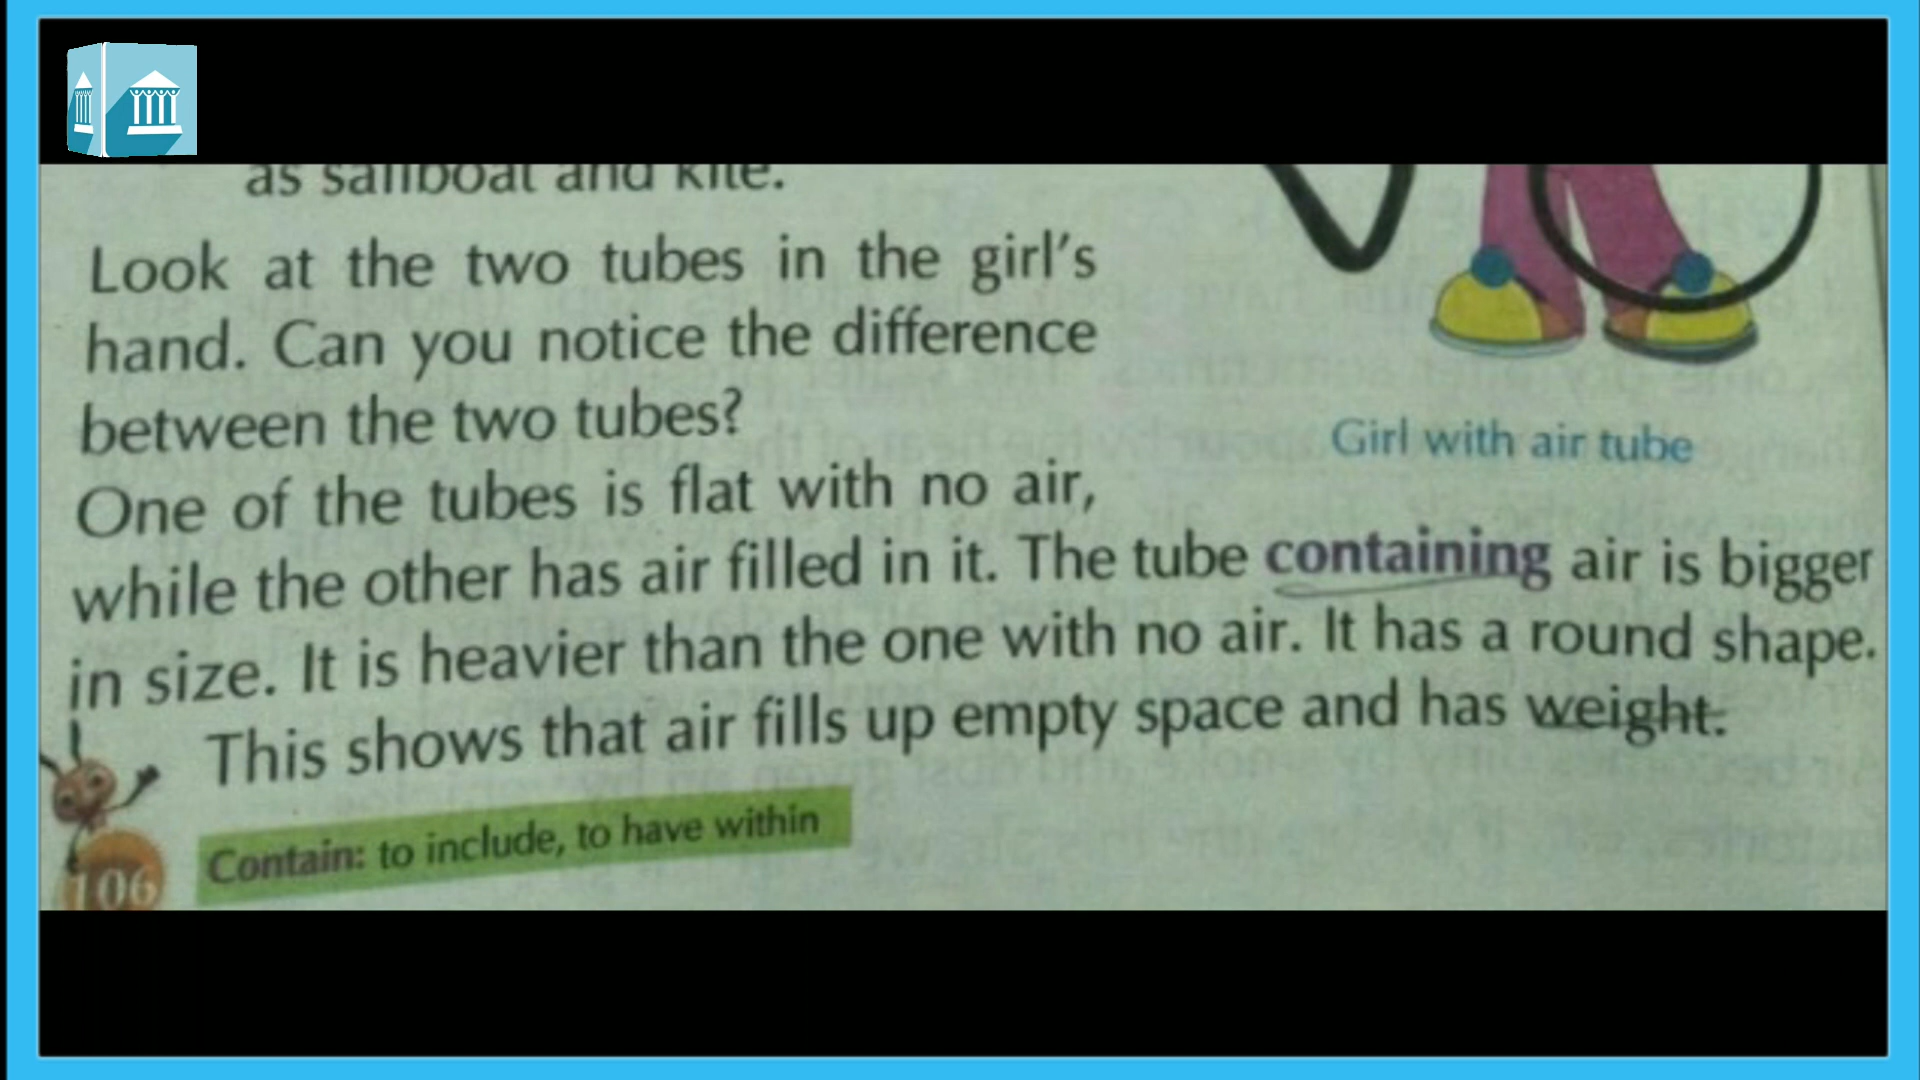 as sailboat and kite.
Look at the two tubes in the girl's
hand. Can you notice the difference
between the two tubes?
Girl with air tube
One of the tubes is flat with no air,
while the other has air filled in it. The tube containing air is bigger
in size. It is heavier than the one with no air. It has a round shape.
This shows that air fills up empty space and has weight.
Contain: to include, to have within
106